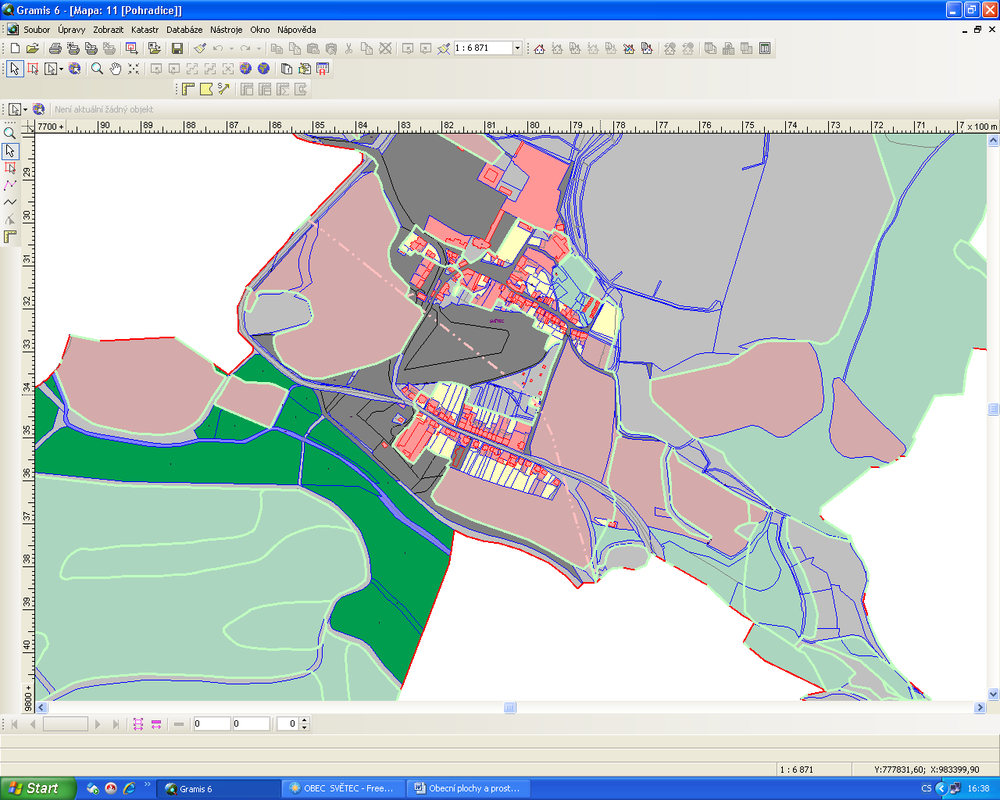 Gramis 6 - [Mapa: 11 [Pohradice]]
Soubor Úpravy Zobrazit Katastr Databáze Nástroje Okno Nápověda
1 : 6 871
Není aktuální žádný objekt
7700 + 90 89 88 87 86 85 84 83 82 81 80 79 78 77 76 75 74 73 72 71 7 x 100 m
29
30
31
32
33
34
35
36
37
38
39
40
9800 +
SVĚTEC
0 0 0
1 : 6 871 Y:777831,60; X:983399,90
Start Gramis 6 OBEC SVĚTEC - Free... Obecní plochy a prost... CS 16:38